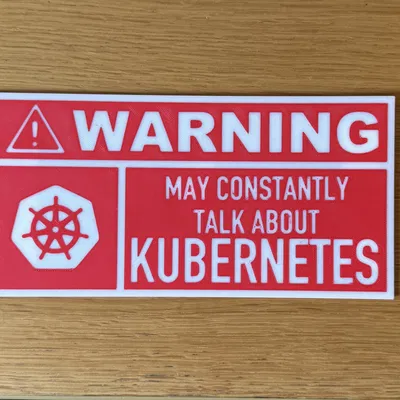 WARNING
MAY CONSTANTLY
TALK ABOUT
KUBERNETES